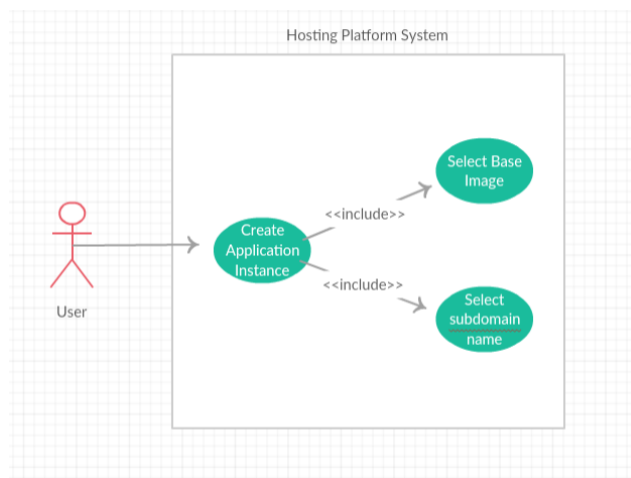 Hosting Platform System
Select Base
Image
<<include>>
Create
Application
Instance
<<include>>
Select
subdomain
name
User